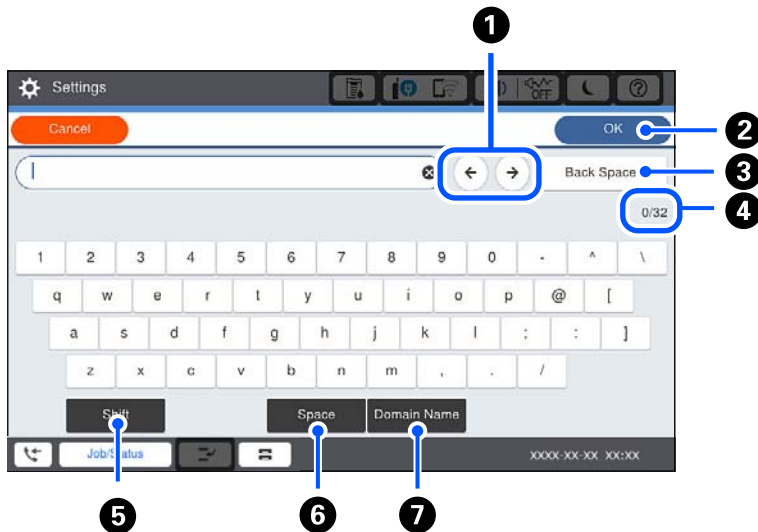 1
Settings
OFF
Cancel
OK
2
Back Space
3
0/32
4
1 2 3 4 5 6 7 8 9 0 - ^ \
q w e r t y u i o p @ [
a s d f g h j k l ; : ]
z x c v b n m , . /
Shift Space Domain Name
Job/Status xxxx-xx-xx xx:xx
5 6 7